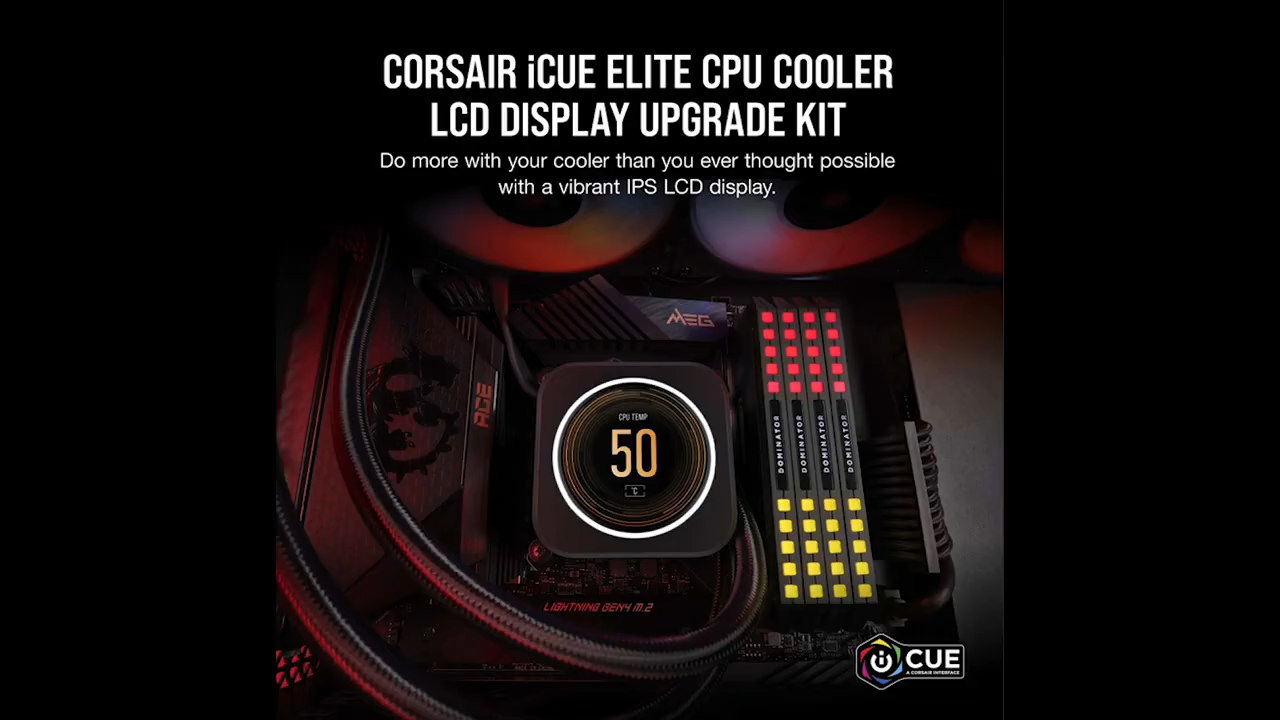 CORSAIR iCUE ELITE CPU COOLER
LCD DISPLAY UPGRADE KIT
Do more with your cooler than you ever thought possible
with a vibrant IPS LCD display.
MEG
ACE
CPU TEMP
50
°C
DOMINATOR
DOMINATOR
DOMINATOR
DOMINATOR
LIGHTNING GEN4 M.2
iCUE
A CORSAIR INTERFACE